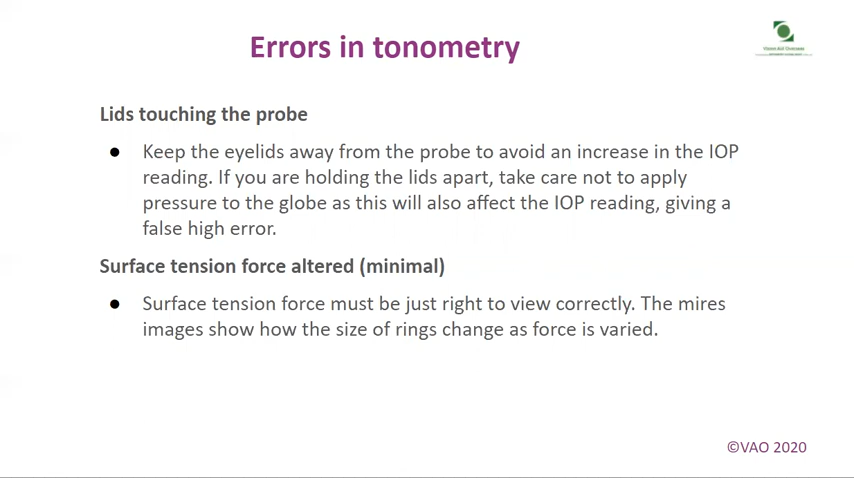 Errors in tonometry
Vision Aid Overseas
Lids touching the probe
● Keep the eyelids away from the probe to avoid an increase in the IOP
reading. If you are holding the lids apart, take care not to apply
pressure to the globe as this will also affect the IOP reading, giving a
false high error.
Surface tension force altered (minimal)
● Surface tension force must be just right to view correctly. The mires
images show how the size of rings change as force is varied.
©VAO 2020